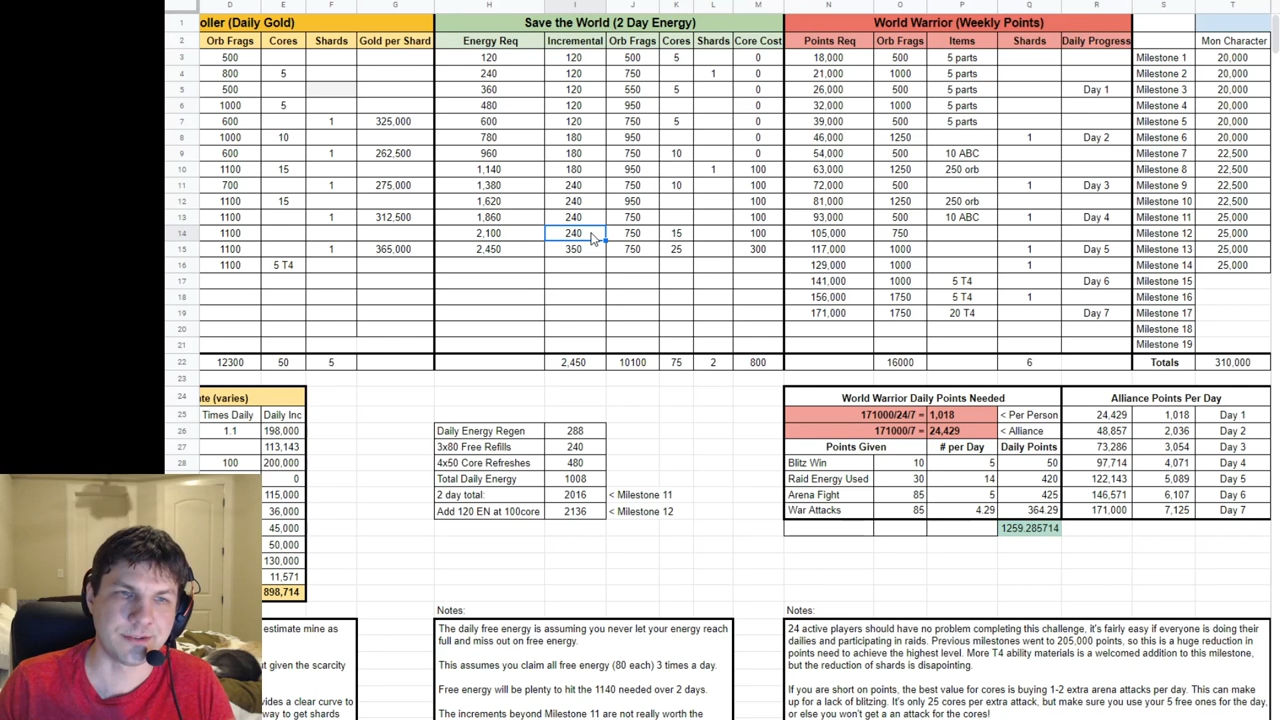 D E F G H I J K L M N O P Q R S T
1 oller (Daily Gold) Save the World (2 Day Energy) World Warrior (Weekly Points)
2 Orb Frags Cores Shards Gold per Shard Energy Req Incremental Orb Frags Cores Shards Core Cost Points Req Orb Frags Items Shards Daily Progress Mon Character
3 500 120 120 500 5 0 18,000 500 5 parts Milestone 1 20,000
4 800 5 240 120 750 1 0 21,000 1000 5 parts Milestone 2 20,000
5 500 360 120 550 5 0 26,000 500 5 parts Day 1 Milestone 3 20,000
6 1000 5 480 120 950 0 32,000 1000 5 parts Milestone 4 20,000
7 600 1 325,000 600 120 750 5 0 39,000 500 5 parts Milestone 5 20,000
8 1000 10 780 180 950 0 46,000 1250 1 Day 2 Milestone 6 20,000
9 600 1 262,500 960 180 750 10 0 54,000 500 10 ABC Milestone 7 22,500
10 1100 15 1,140 180 950 1 100 63,000 1250 250 orb Milestone 8 22,500
11 700 1 275,000 1,380 240 750 10 100 72,000 500 1 Day 3 Milestone 9 22,500
12 1100 15 1,620 240 950 100 81,000 1250 250 orb Milestone 10 22,500
13 1100 1 312,500 1,860 240 750 100 93,000 500 10 ABC Day 4 Milestone 11 25,000
14 1100 2,100 240 750 15 100 105,000 750 Milestone 12 25,000
15 1100 1 365,000 2,450 350 750 25 300 117,000 1000 1 Day 5 Milestone 13 25,000
16 1100 5 T4 129,000 1000 1 Milestone 14 25,000
17 141,000 1000 5 T4 Day 6 Milestone 15
18 156,000 1750 5 T4 1 Milestone 16
19 171,000 1750 20 T4 Day 7 Milestone 17
20 Milestone 18
21 Milestone 19
22 12300 50 5 2,450 10100 75 2 800 16000 6 Totals 310,000
23
24 te (varies) World Warrior Daily Points Needed Alliance Points Per Day
25 Times Daily Daily Inc 171000/24/7 = 1,018 < Per Person 24,429 1,018 Day 1
26 1.1 198,000 Daily Energy Regen 288 171000/7 = 24,429 < Alliance 48,857 2,036 Day 2
27 113,143 3x80 Free Refills 240 Points Given # per Day Daily Points 73,286 3,054 Day 3
28 100 200,000 4x50 Core Refreshes 480 Blitz Win 10 5 50 97,714 4,071 Day 4
0 Total Daily Energy 1008 Raid Energy Used 30 14 420 122,143 5,089 Day 5
115,000 2 day total: 2016 < Milestone 11 Arena Fight 85 5 425 146,571 6,107 Day 6
36,000 Add 120 EN at 100core 2136 < Milestone 12 War Attacks 85 4.29 364.29 171,000 7,125 Day 7
45,000 1259.285714
50,000
130,000
11,571
898,714
Notes: Notes:
estimate mine as
t given the scarcity
vides a clear curve to
way to get shards
The daily free energy is assuming you never let your energy reach
full and miss out on free energy.
This assumes you claim all free energy (80 each) 3 times a day.
Free energy will be plenty to hit the 1140 needed over 2 days.
The increments beyond Milestone 11 are not really worth the
24 active players should have no problem completing this challenge, it's fairly easy if everyone is doing their
dailies and participating in raids. Previous milestones went to 205,000 points, so this is a huge reduction in
points need to achieve the highest level. More T4 ability materials is a welcomed addition to this milestone,
but the reduction of shards is disapointing.
If you are short on points, the best value for cores is buying 1-2 extra arena attacks per day. This can make
up for a lack of blitzing. It's only 25 cores per extra attack, but make sure you use your 5 free ones for the day,
or else you won't get an attack for the cores!